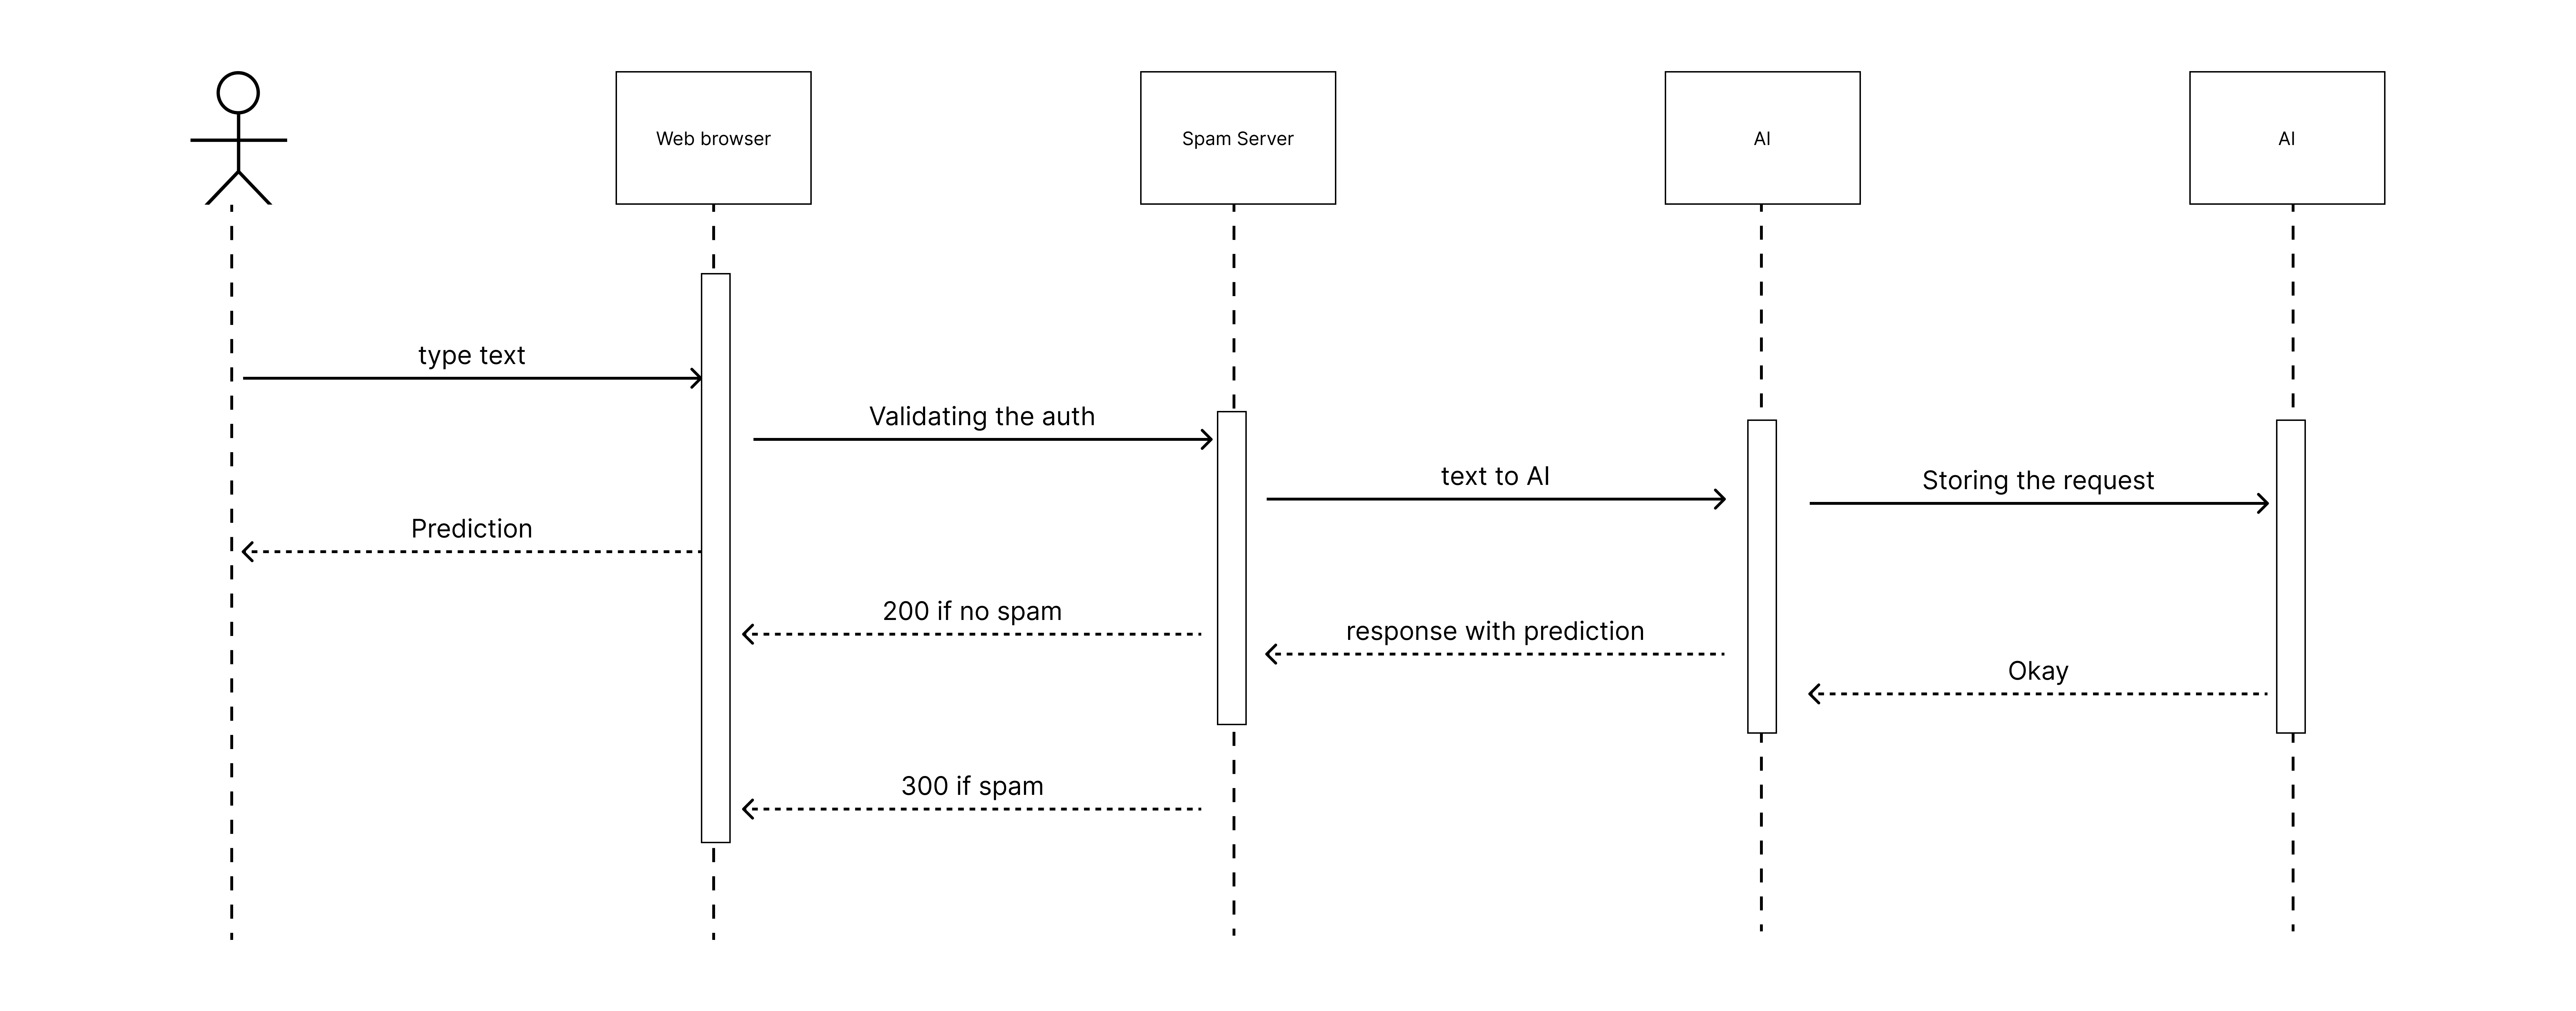 Web browser
Spam Server
AI
AI
type text
Validating the auth
text to AI
Storing the request
Prediction
200 if no spam
response with prediction
Okay
300 if spam